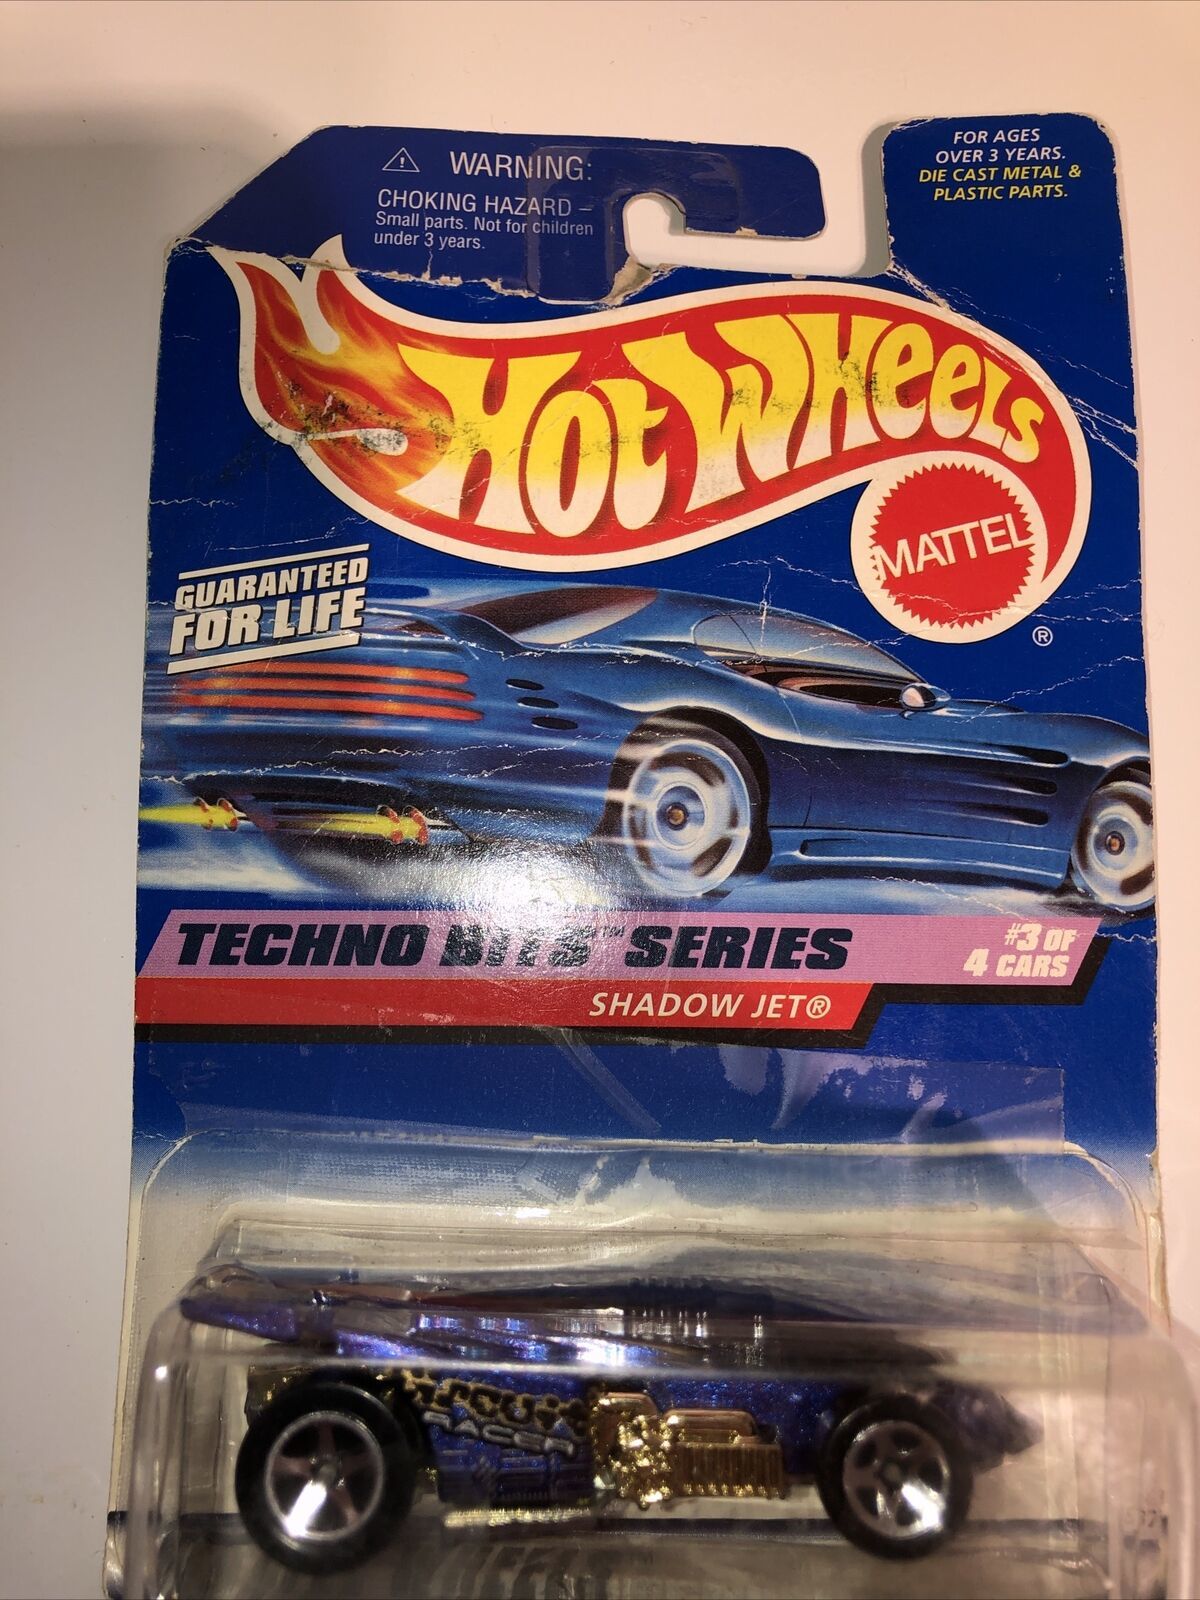 WARNING:
CHOKING HAZARD –
Small parts. Not for children
under 3 years.
FOR AGES
OVER 3 YEARS.
DIE CAST METAL &
PLASTIC PARTS.
HOT WHEELS
MATTEL
®
GUARANTEED
FOR LIFE
TECHNO BITS™ SERIES
#3 OF
4 CARS
SHADOW JET®
RACER